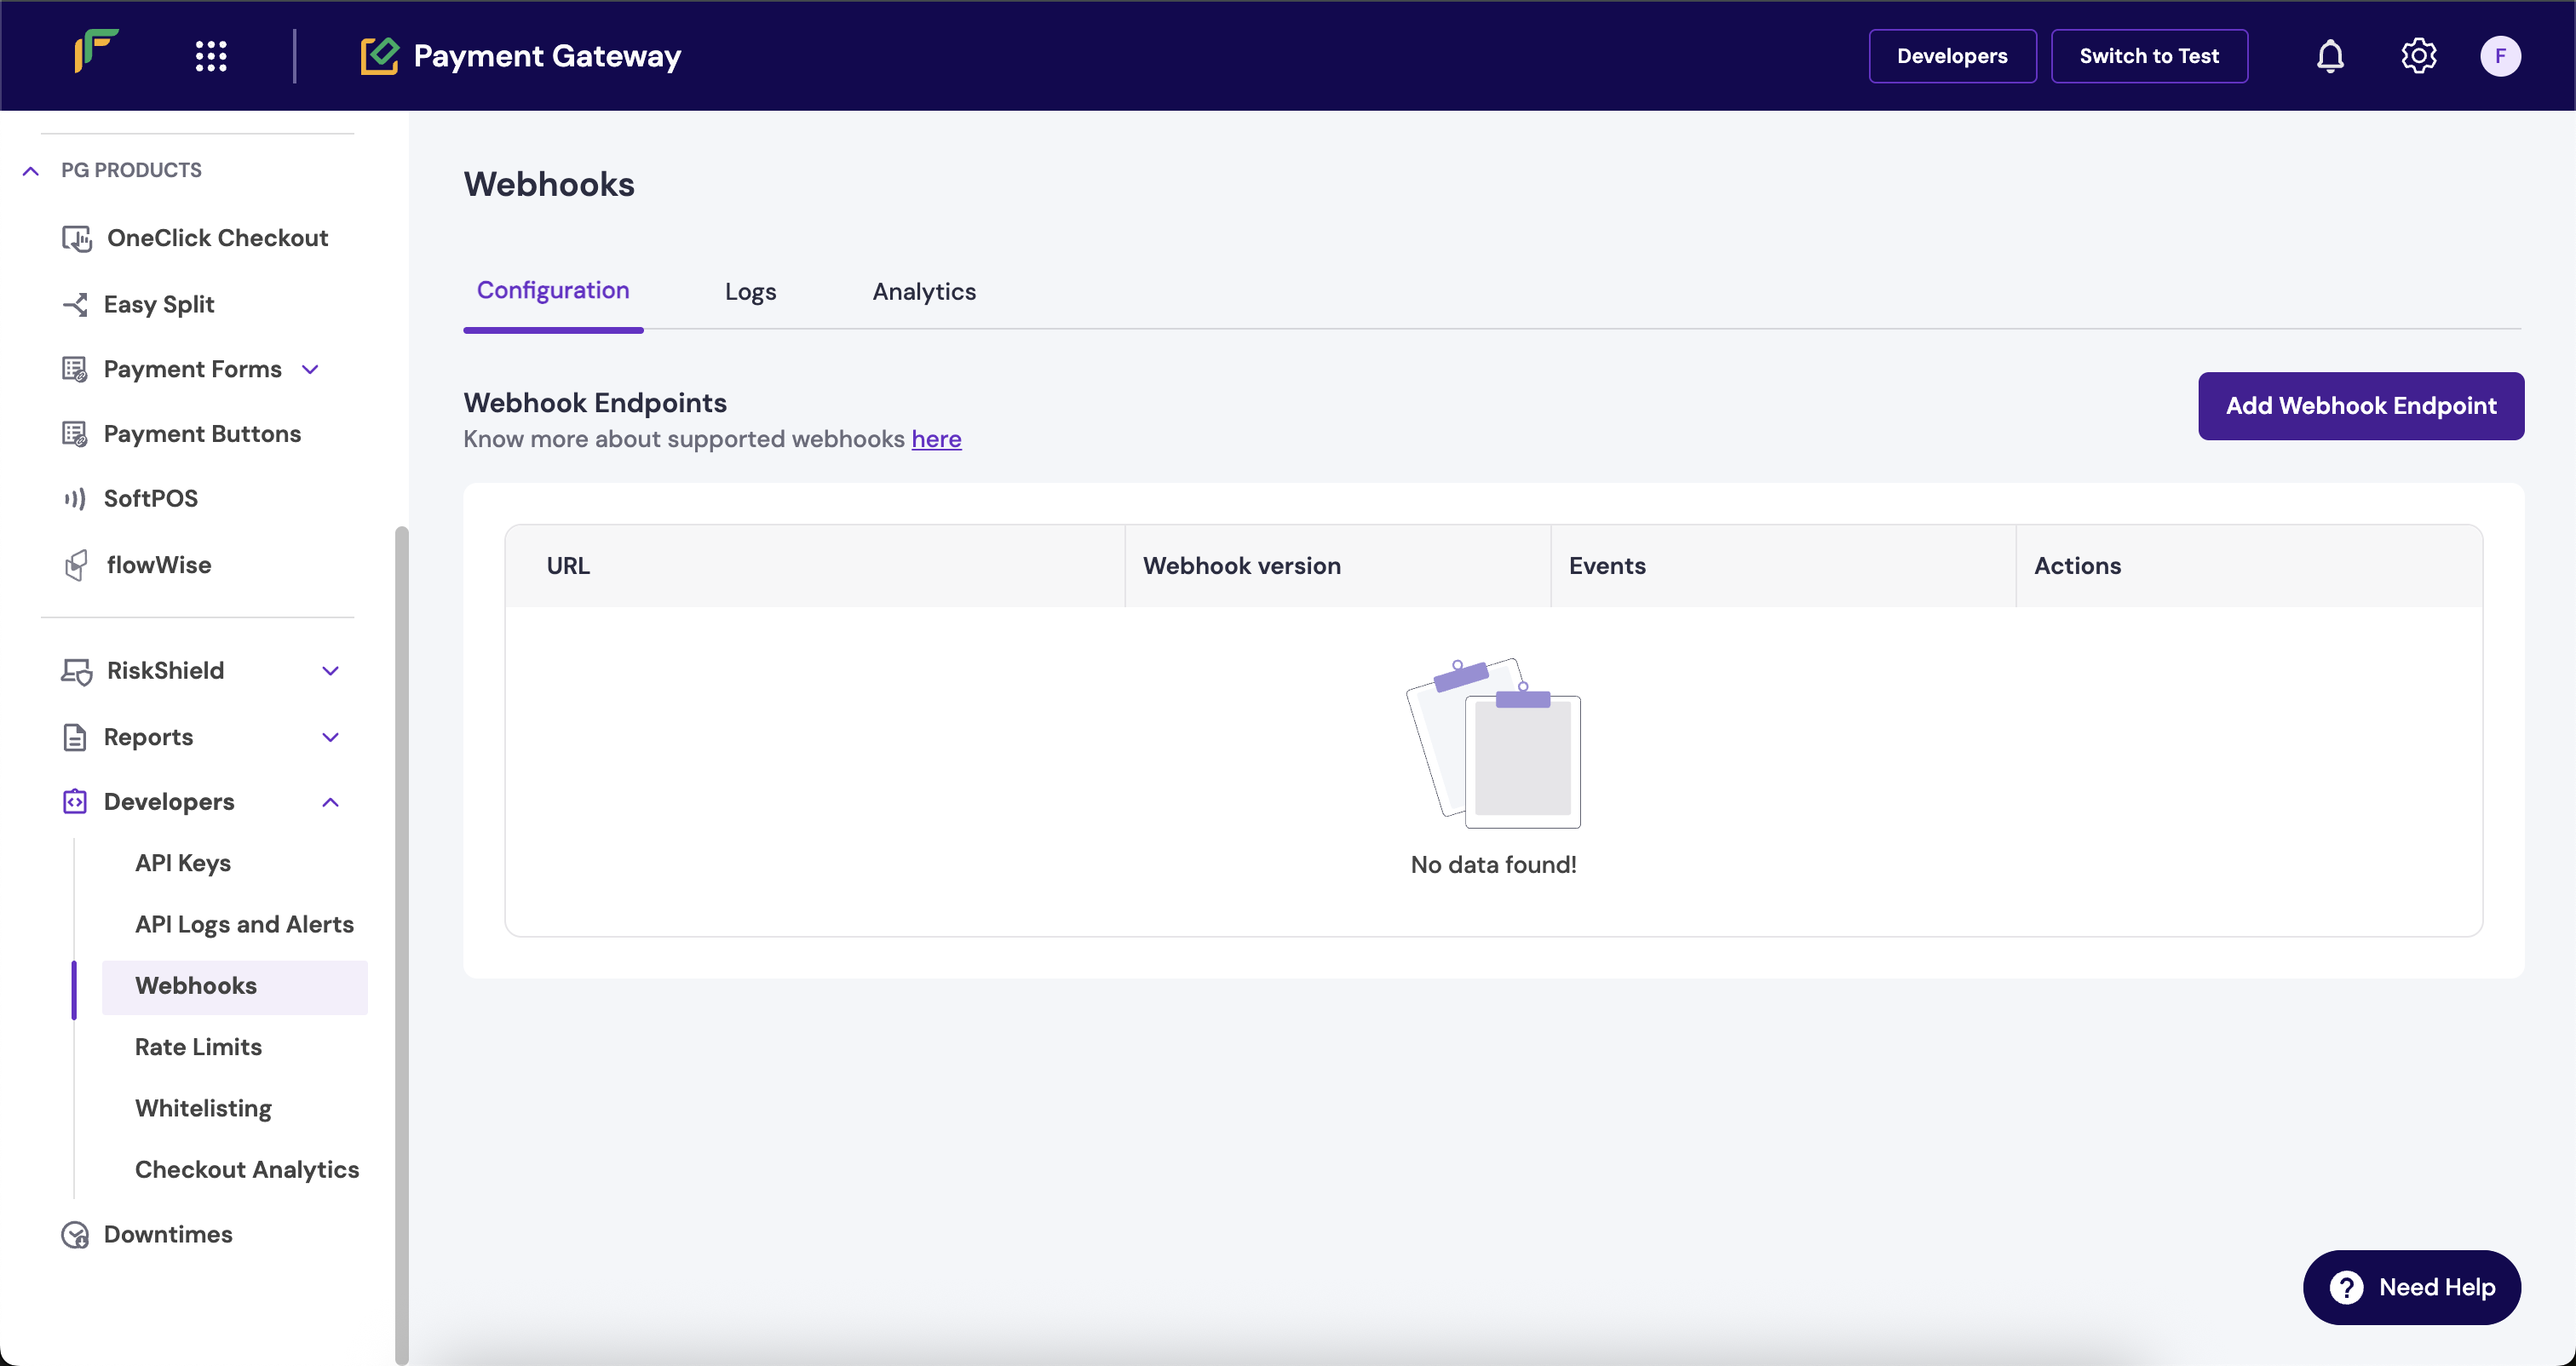 Payment Gateway
Developers
Switch to Test
F
PG PRODUCTS
OneClick Checkout
Easy Split
Payment Forms
Payment Buttons
SoftPOS
flowWise
RiskShield
Reports
Developers
API Keys
API Logs and Alerts
Webhooks
Rate Limits
Whitelisting
Checkout Analytics
Downtimes
Webhooks
Configuration
Logs
Analytics
Webhook Endpoints
Know more about supported webhooks here
Add Webhook Endpoint
URL
Webhook version
Events
Actions
No data found!
? Need Help